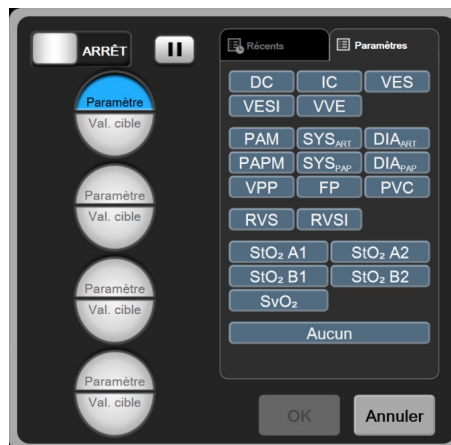 ARRÊT
Récents
Paramètres
Paramètre
Val. cible
Paramètre
Val. cible
Paramètre
Val. cible
Paramètre
Val. cible
DC IC VES
VESI VVE
PAM SYSART DIAART
PAPM SYSPAP DIAPAP
VPP FP PVC
RVS RVSI
StO₂ A1 StO₂ A2
StO₂ B1 StO₂ B2
SvO₂
Aucun
OK Annuler